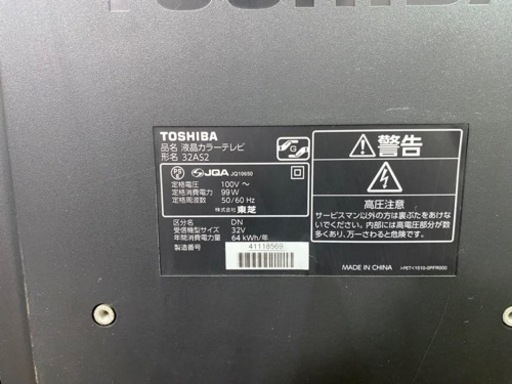 TOSHIBA
TOSHIBA
品名 液晶カラーテレビ
形名 32AS2
PS
E
JQA JQ10650
定格電圧 100V～
定格消費電力 99W
定格周波数 50/60 Hz
株式会社 東芝
区分名 DN
受信機型サイズ 32V
年間消費電力量 64 kWh/年
製造番号 41118569
警告
高圧注意
サービスマン以外の方は裏ぶたをあけな
いでください。内部には高電圧部分が数
多くあり、万一さわると危険です。
MADE IN CHINA